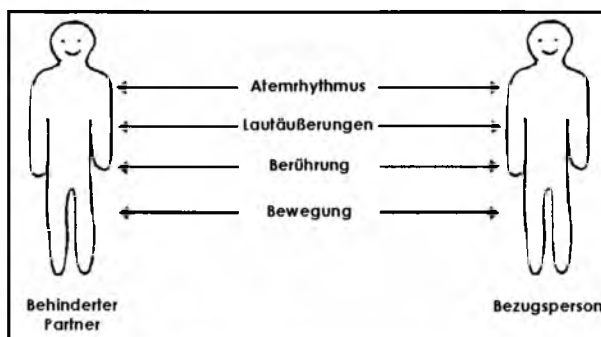 Atemrhythmus
Lautäußerungen
Berührung
Bewegung
Behinderter
Partner
Bezugsperson